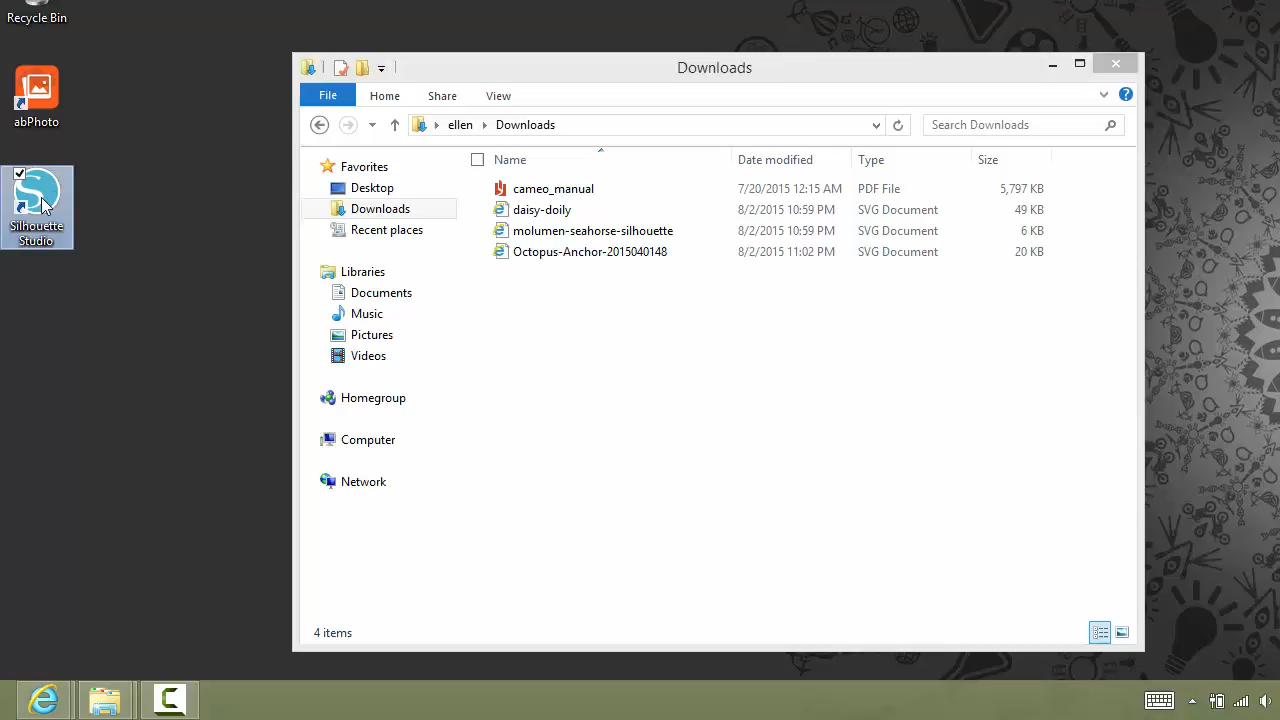 Recycle Bin
abPhoto
Silhouette
Studio
Downloads
File Home Share View
ellen Downloads
Search Downloads
Name Date modified Type Size
Favorites
Desktop
Downloads
Recent places
Libraries
Documents
Music
Pictures
Videos
Homegroup
Computer
Network
cameo_manual 7/20/2015 12:15 AM PDF File 5,797 KB
daisy-doily 8/2/2015 10:59 PM SVG Document 49 KB
molumen-seahorse-silhouette 8/2/2015 10:59 PM SVG Document 6 KB
Octopus-Anchor-2015040148 8/2/2015 11:02 PM SVG Document 20 KB
4 items